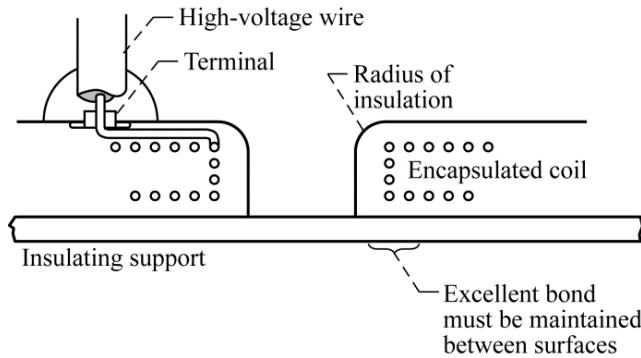 High-voltage wire
Terminal
Radius of
insulation
Encapsulated coil
Insulating support
Excellent bond
must be maintained
between surfaces